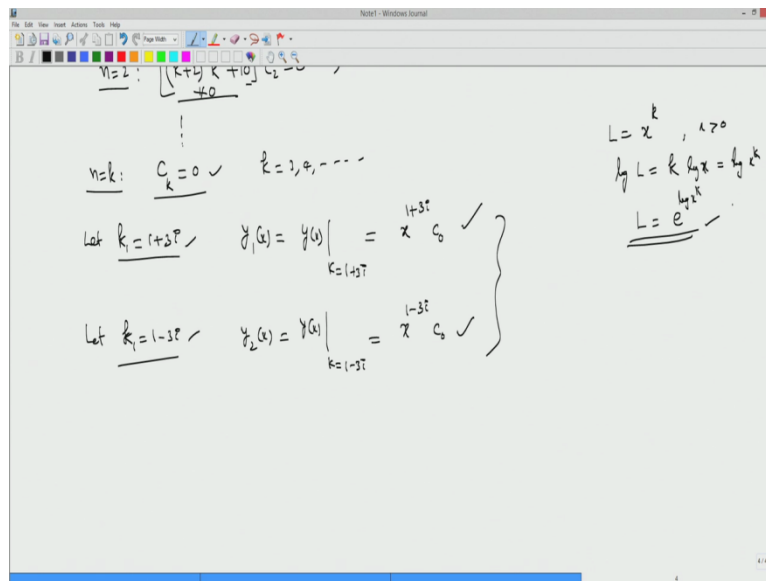 Note1 - Windows Journal
File Edit View Insert Actions Tools Help
Page Width
B I
n=2 : [(k+2) k +10] C₂ = 0
≠0
n=k: C_k = 0 ✓ k = 3, 4, ----
Let k₁ = 1+3i ✓ y₁(x) = y(x)|_{k=1+3i} = x^{1+3i} C₀ ✓
Let k₁ = 1-3i ✓ y₂(x) = y(x)|_{k=1-3i} = x^{1-3i} C₀ ✓
L = x^k , x>0
log L = k log x = log x^k
L = e^{log x^k} ✓